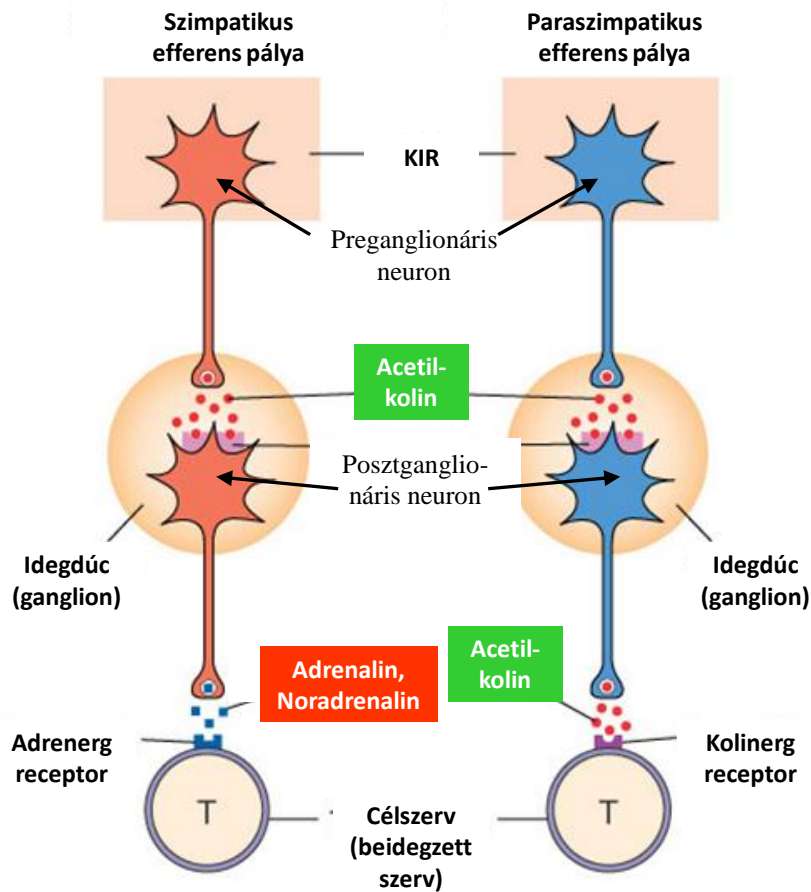 Szimpatikus
efferens pálya
Paraszimpatikus
efferens pálya
KIR
Preganglionáris
neuron
Acetil-
kolin
Posztganglio-
náris neuron
Idegdúc
(ganglion)
Idegdúc
(ganglion)
Adrenalin,
Noradrenalin
Acetil-
kolin
Adrenerg
receptor
Kolinerg
receptor
T
T
Célszerv
(beidegzett
szerv)